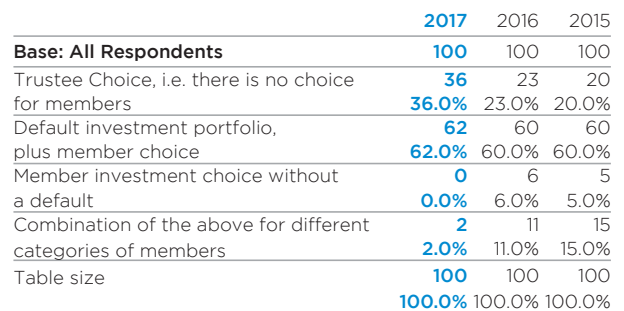 2017 2016 2015
Base: All Respondents 100 100 100
Trustee Choice, i.e. there is no choice 36 23 20
for members 36.0% 23.0% 20.0%
Default investment portfolio, 62 60 60
plus member choice 62.0% 60.0% 60.0%
Member investment choice without 0 6 5
a default 0.0% 6.0% 5.0%
Combination of the above for different 2 11 15
categories of members 2.0% 11.0% 15.0%
Table size 100 100 100
100.0% 100.0% 100.0%